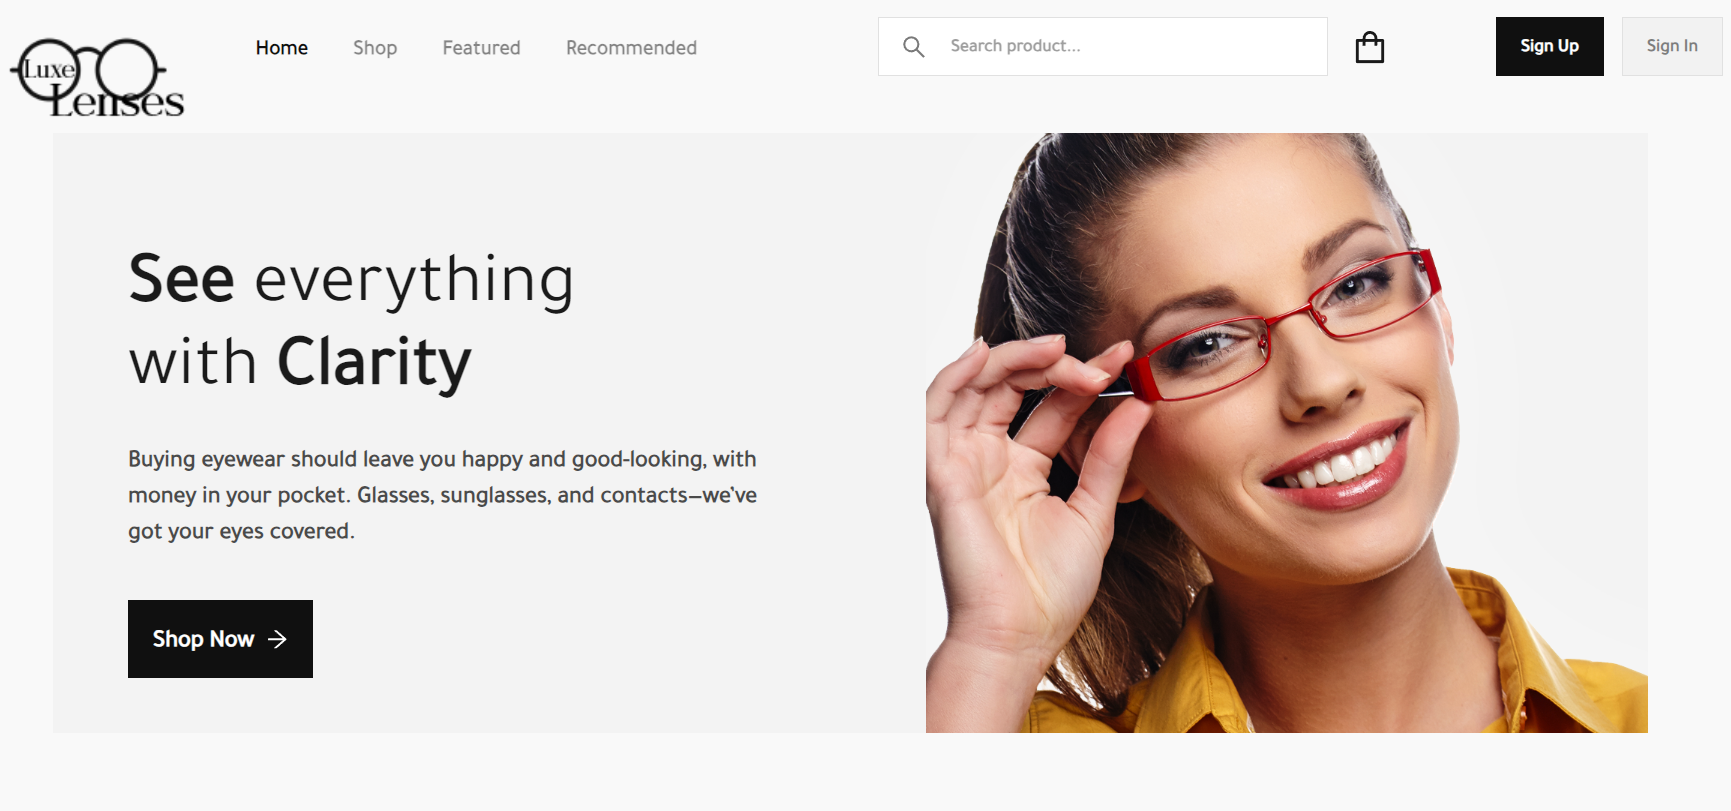 Luxe
Lenses
Home
Shop
Featured
Recommended
Search product...
Sign Up
Sign In
See everything
with Clarity
Buying eyewear should leave you happy and good-looking, with
money in your pocket. Glasses, sunglasses, and contacts—we’ve
got your eyes covered.
Shop Now